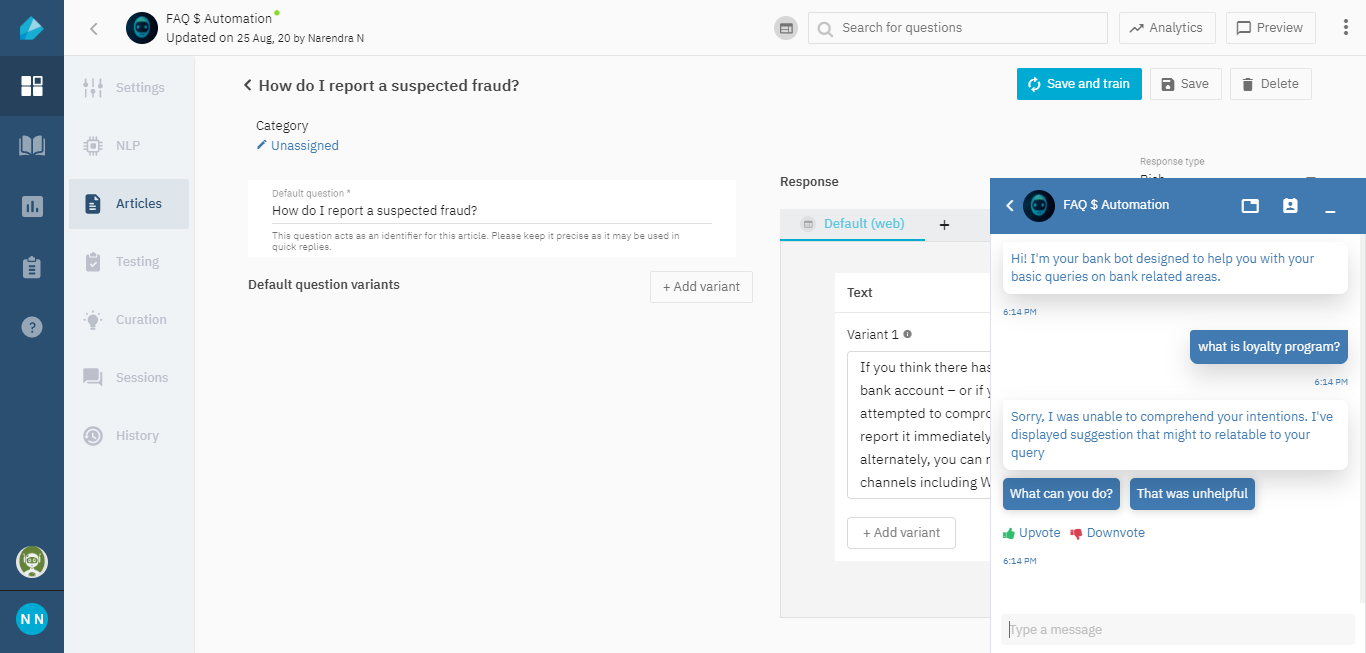 FAQ $ Automation
Updated on 25 Aug, 20 by Narendra N
Search for questions
Analytics
Preview
Settings
NLP
Articles
Testing
Curation
Sessions
History
N N
How do I report a suspected fraud?
Save and train
Save
Delete
Category
Unassigned
Default question *
How do I report a suspected fraud?
This question acts as an identifier for this article. Please keep it precise as it may be used in
quick replies.
Default question variants
+ Add variant
Response
Response type
Default (web)
+
Text
Variant 1
If you think there has
bank account – or if
attempted to compro
report it immediately
alternately, you can
channels including
+ Add variant
FAQ $ Automation
Hi! I'm your bank bot designed to help you with your
basic queries on bank related areas.
6:14 PM
what is loyalty program?
6:14 PM
Sorry, I was unable to comprehend your intentions. I've
displayed suggestion that might to relatable to your
query
What can you do?
That was unhelpful
Upvote
Downvote
6:14 PM
Type a message